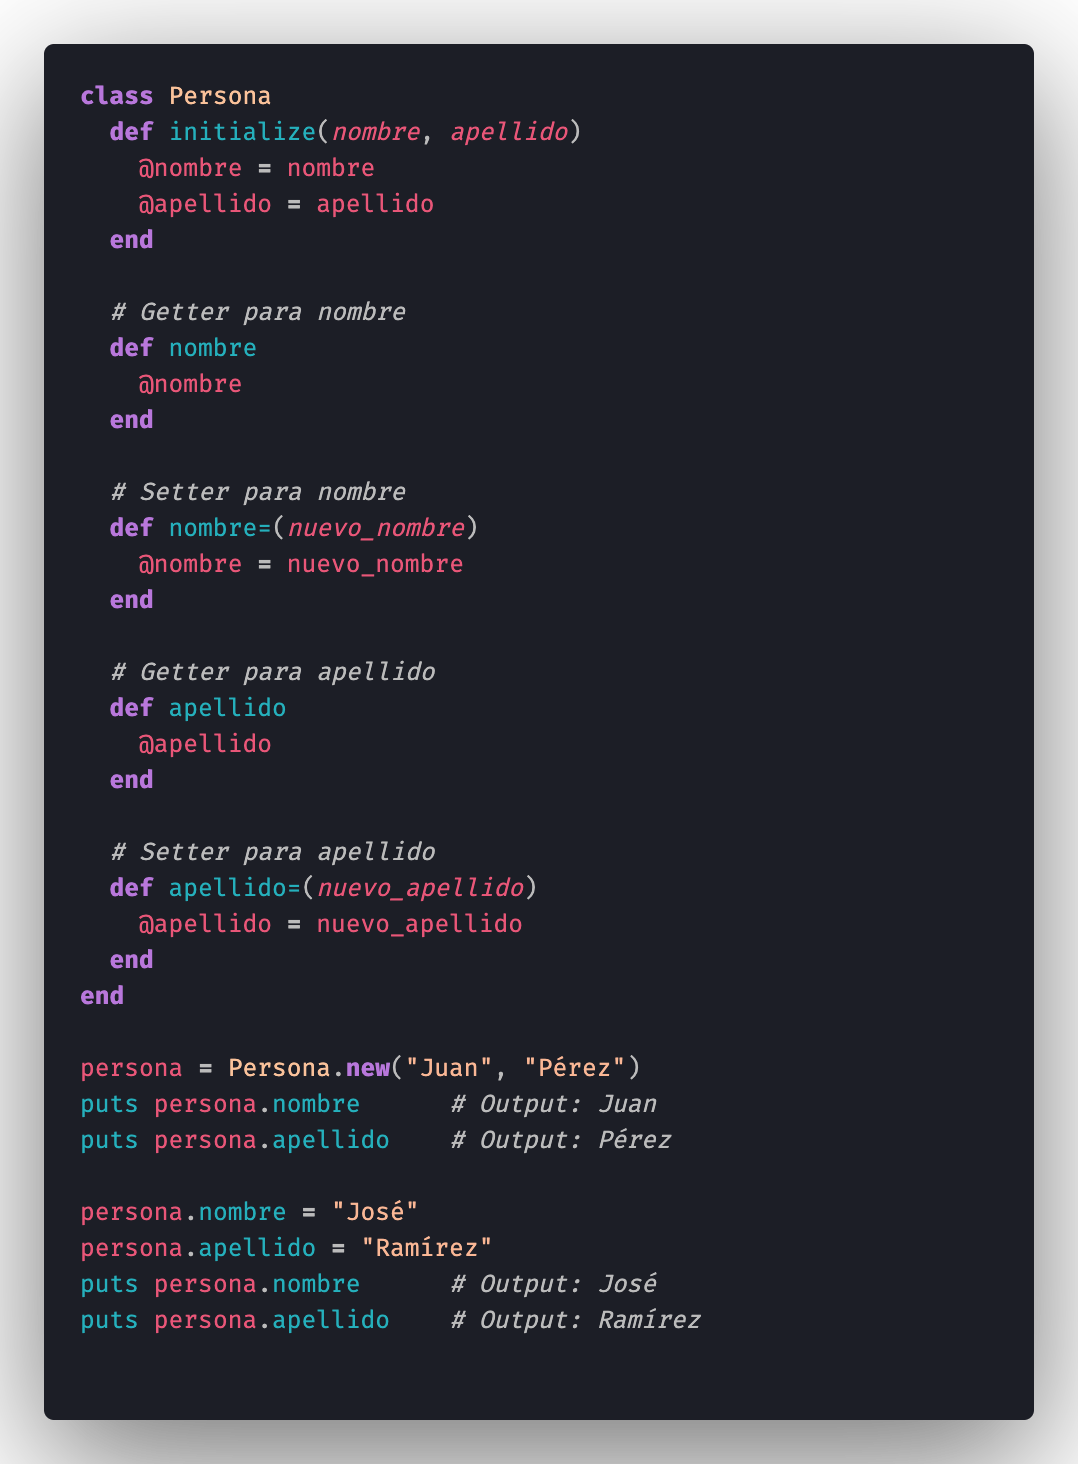 class Persona
  def initialize(nombre, apellido)
    @nombre = nombre
    @apellido = apellido
  end

  # Getter para nombre
  def nombre
    @nombre
  end

  # Setter para nombre
  def nombre=(nuevo_nombre)
    @nombre = nuevo_nombre
  end

  # Getter para apellido
  def apellido
    @apellido
  end

  # Setter para apellido
  def apellido=(nuevo_apellido)
    @apellido = nuevo_apellido
  end
end

persona = Persona.new("Juan", "Pérez")
puts persona.nombre      # Output: Juan
puts persona.apellido    # Output: Pérez

persona.nombre = "José"
persona.apellido = "Ramírez"
puts persona.nombre      # Output: José
puts persona.apellido    # Output: Ramírez